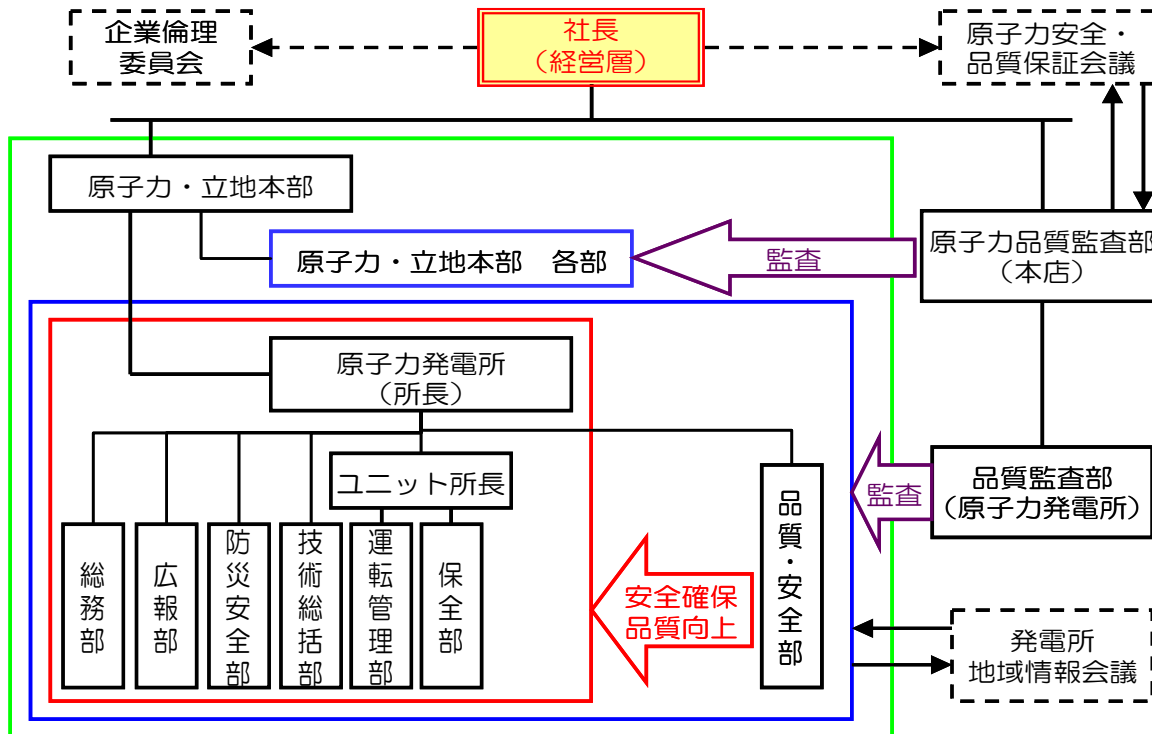 企業倫理
委員会
社長
（経営層）
原子力安全・
品質保証会議
原子力・立地本部
原子力・立地本部　各部
監査
原子力品質監査部
（本店）
原子力発電所
（所長）
ユニット所長
総務部
広報部
防災安全部
技術総括部
運転管理部
保全部
安全確保
品質向上
品質・安全部
監査
品質監査部
（原子力発電所）
発電所
地域情報会議